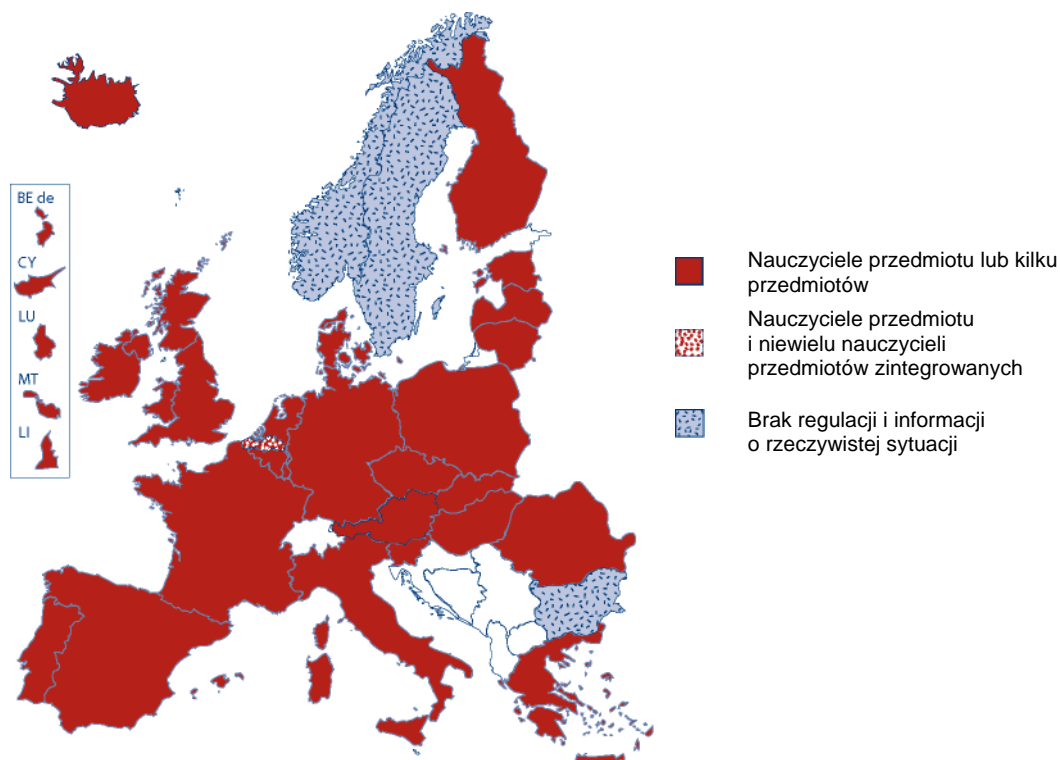 BE de
CY
LU
MT
LI
Nauczyciele przedmiotu lub kilku
przedmiotów
Nauczyciele przedmiotu
i niewielu nauczycieli
przedmiotów zintegrowanych
Brak regulacji i informacji
o rzeczywistej sytuacji